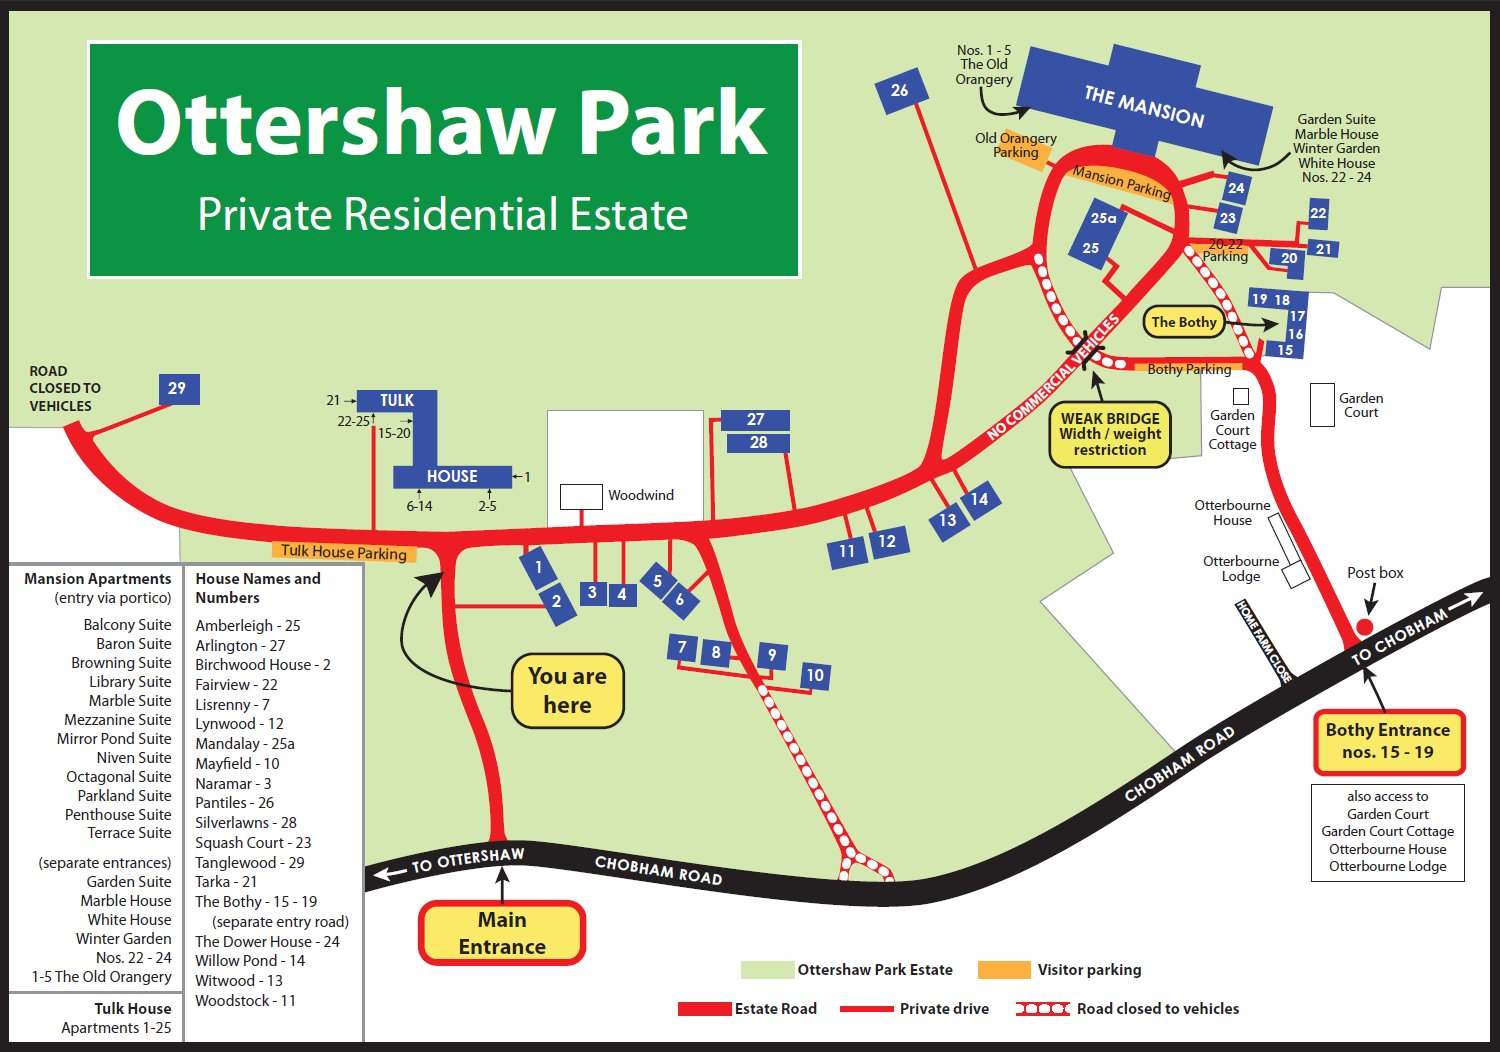 Ottershaw Park
Private Residential Estate
Nos. 1 - 5
The Old
Orangery
THE MANSION
Garden Suite
Marble House
Winter Garden
White House
Nos. 22 - 24
Old Orangery
Parking
Mansion Parking
26
24
23
22
25a
25
20-22
Parking
21
20
19 18
17
16
15
The Bothy
Bothy Parking
NO COMMERCIAL VEHICLES
WEAK BRIDGE
Width / weight
restriction
Garden
Court
Cottage
Garden
Court
ROAD
CLOSED TO
VEHICLES
29
21
TULK
22-25
15-20
HOUSE
1
6-14
2-5
Woodwind
27
28
14
13
12
11
Tulk House Parking
1
2
3
4
5
6
7
8
9
10
You are
here
Otterbourne
House
Otterbourne
Lodge
Post box
HOME FARM CLOSE
TO CHOBHAM
CHOBHAM ROAD
Bothy Entrance
nos. 15 - 19
also access to
Garden Court
Garden Court Cottage
Otterbourne House
Otterbourne Lodge
TO OTTERSHAW
CHOBHAM ROAD
Main
Entrance
Mansion Apartments
(entry via portico)
Balcony Suite
Baron Suite
Browning Suite
Library Suite
Marble Suite
Mezzanine Suite
Mirror Pond Suite
Niven Suite
Octagonal Suite
Parkland Suite
Penthouse Suite
Terrace Suite
(separate entrances)
Garden Suite
Marble House
White House
Winter Garden
Nos. 22 - 24
1-5 The Old Orangery
Tulk House
Apartments 1-25
House Names and
Numbers
Amberleigh - 25
Arlington - 27
Birchwood House - 2
Fairview - 22
Lisrenny - 7
Lynwood - 12
Mandalay - 25a
Mayfield - 10
Naramar - 3
Pantiles - 26
Silverlawns - 28
Squash Court - 23
Tanglewood - 29
Tarka - 21
The Bothy - 15 - 19
(separate entry road)
The Dower House - 24
Willow Pond - 14
Witwood - 13
Woodstock - 11
Ottershaw Park Estate
Visitor parking
Estate Road
Private drive
Road closed to vehicles